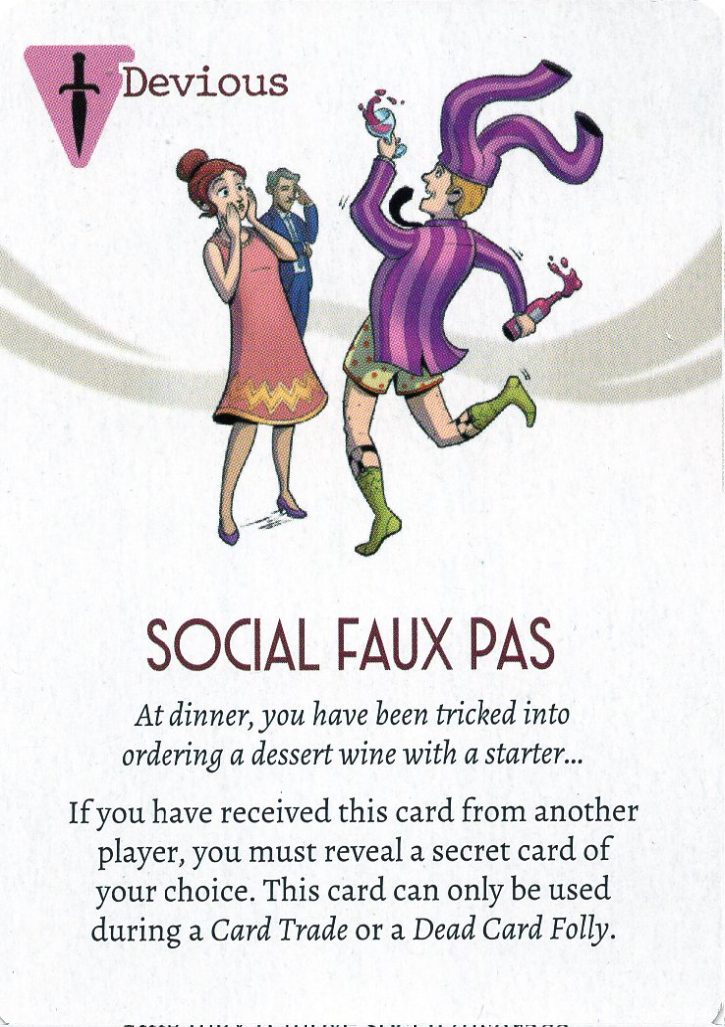 Devious
SOCIAL FAUX PAS
At dinner, you have been tricked into
ordering a dessert wine with a starter...
If you have received this card from another
player, you must reveal a secret card of
your choice. This card can only be used
during a Card Trade or a Dead Card Folly.